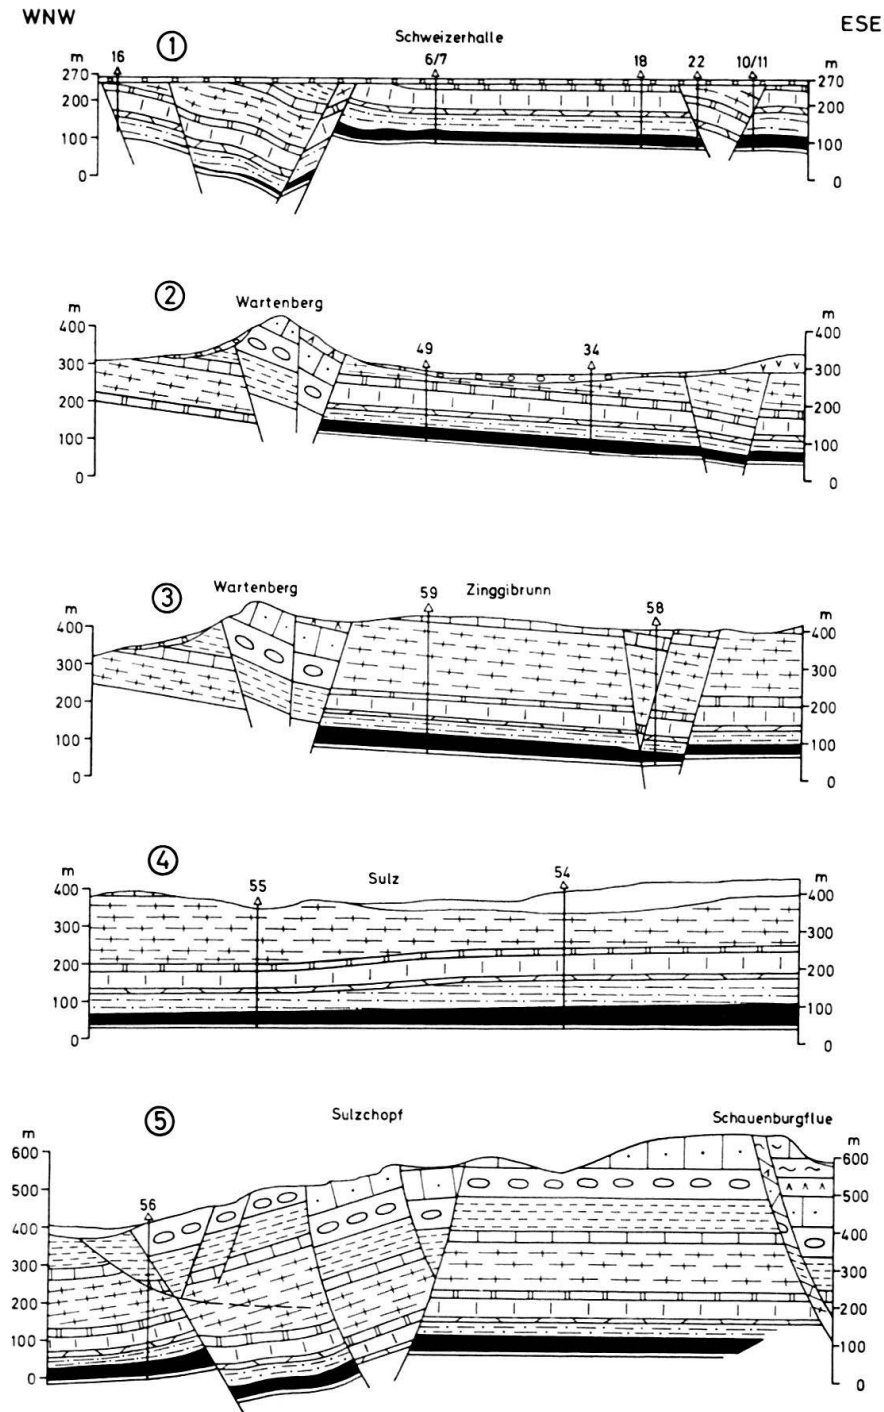 WNW ESE
① Schweizerhalle
m 16 6/7 18 22 10/11 m
270 270
200 200
100 100
0 0
② Wartenberg
m m
400 49 34 400
300 300
200 200
100 100
0 0
③ Wartenberg 59 Zinggibrunn 58
m m
400 400
300 300
200 200
100 100
0 0
④ 55 Sulz 54
m m
400 400
300 300
200 200
100 100
0 0
⑤ Sulzchopf Schauenburgflue
m m
600 600
500 56 500
400 400
300 300
200 200
100 100
0 0